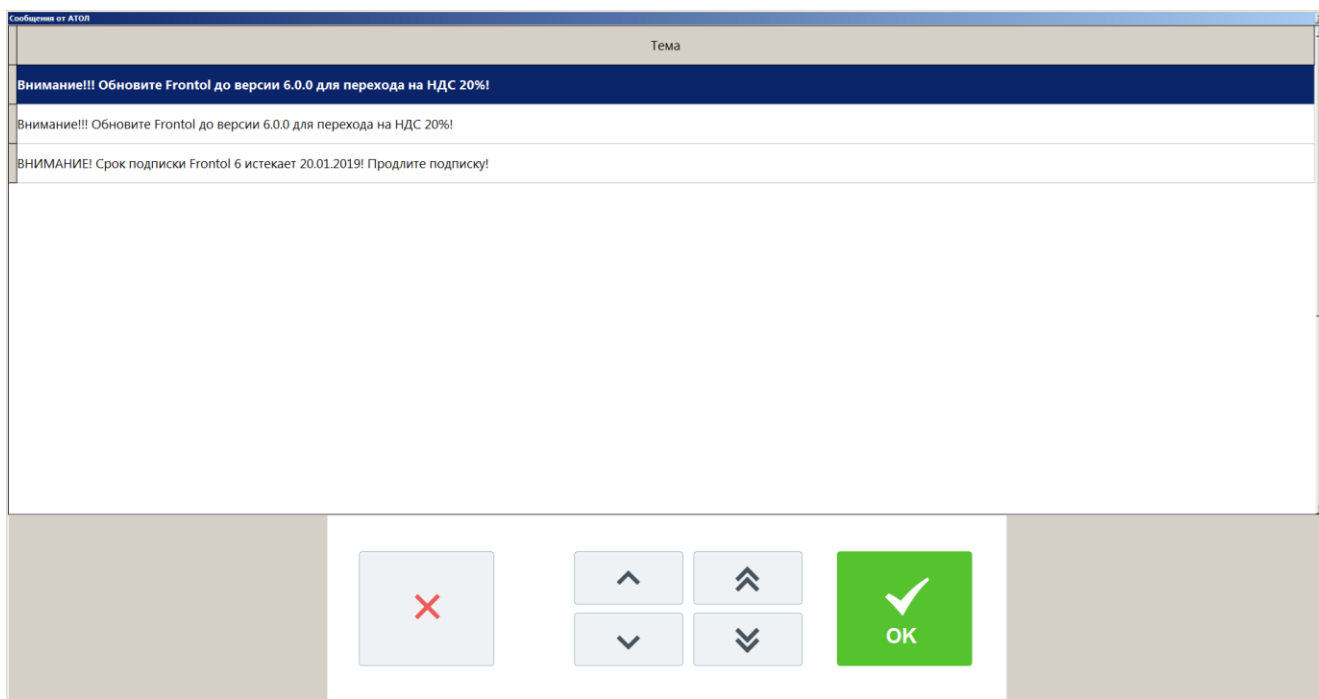 Сообщения от АТОЛ
Тема
Внимание!!! Обновите Frontol до версии 6.0.0 для перехода на НДС 20%!
Внимание!!! Обновите Frontol до версии 6.0.0 для перехода на НДС 20%!
ВНИМАНИЕ! Срок подписки Frontol 6 истекает 20.01.2019! Продлите подписку!
ОК